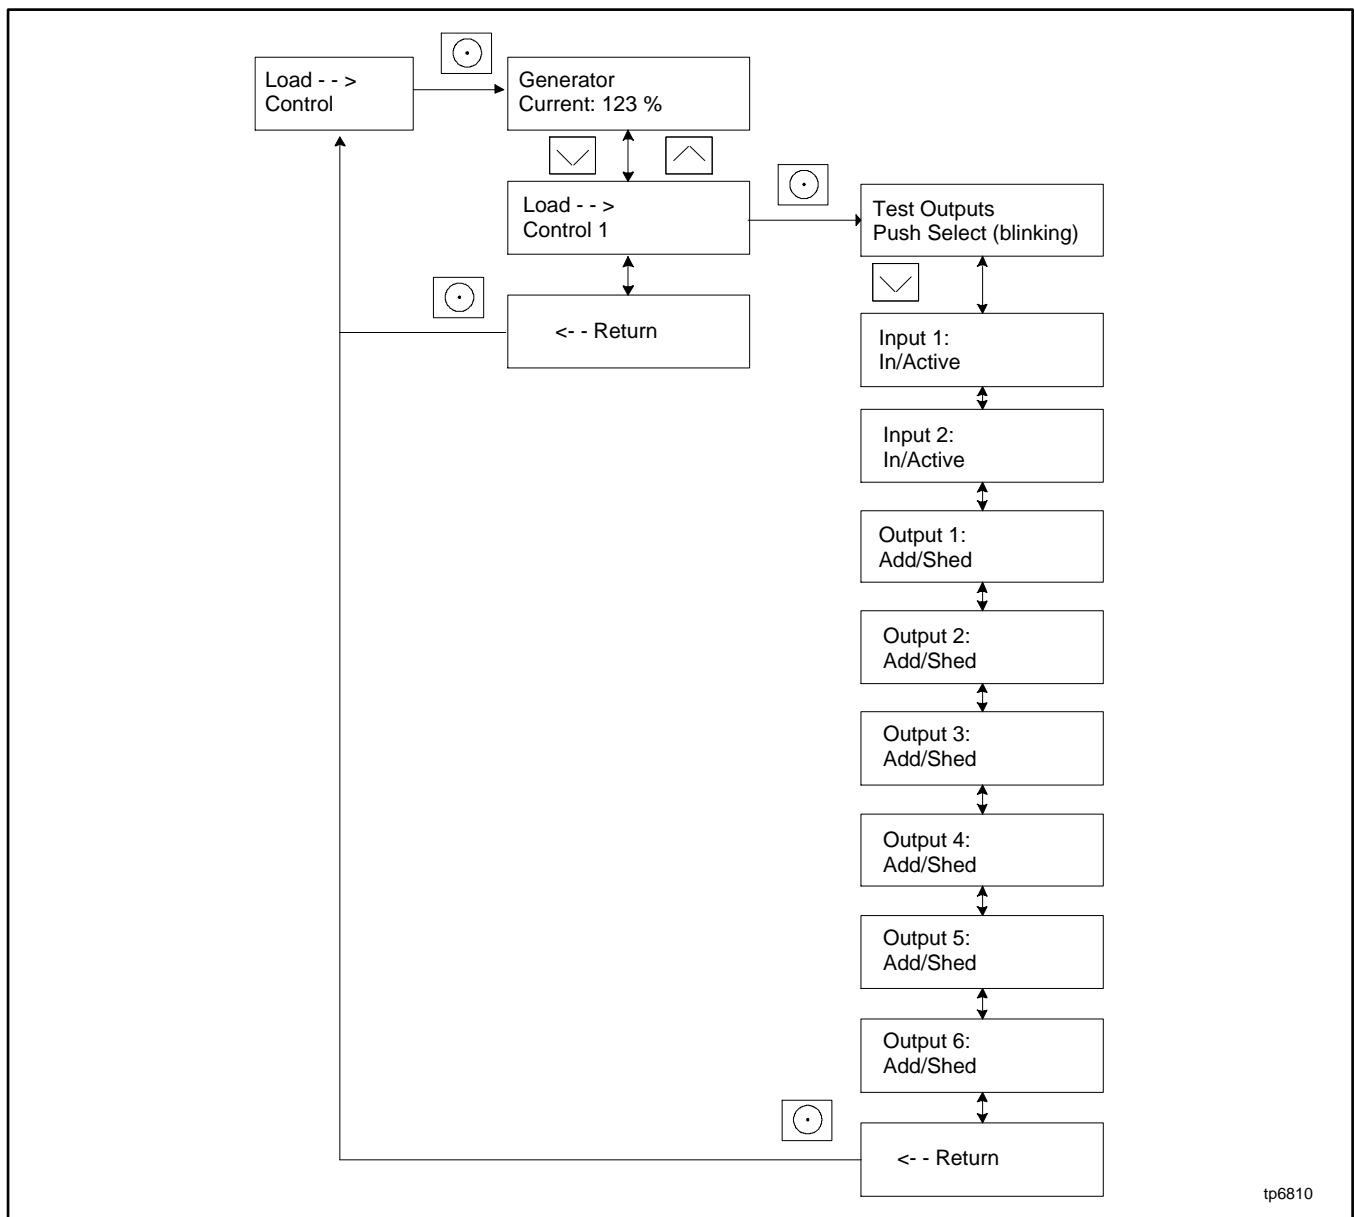 Load - - >
Control
Generator
Current: 123 %
Load - - >
Control 1
<- - Return
Test Outputs
Push Select (blinking)
Input 1:
In/Active
Input 2:
In/Active
Output 1:
Add/Shed
Output 2:
Add/Shed
Output 3:
Add/Shed
Output 4:
Add/Shed
Output 5:
Add/Shed
Output 6:
Add/Shed
<- - Return
tp6810